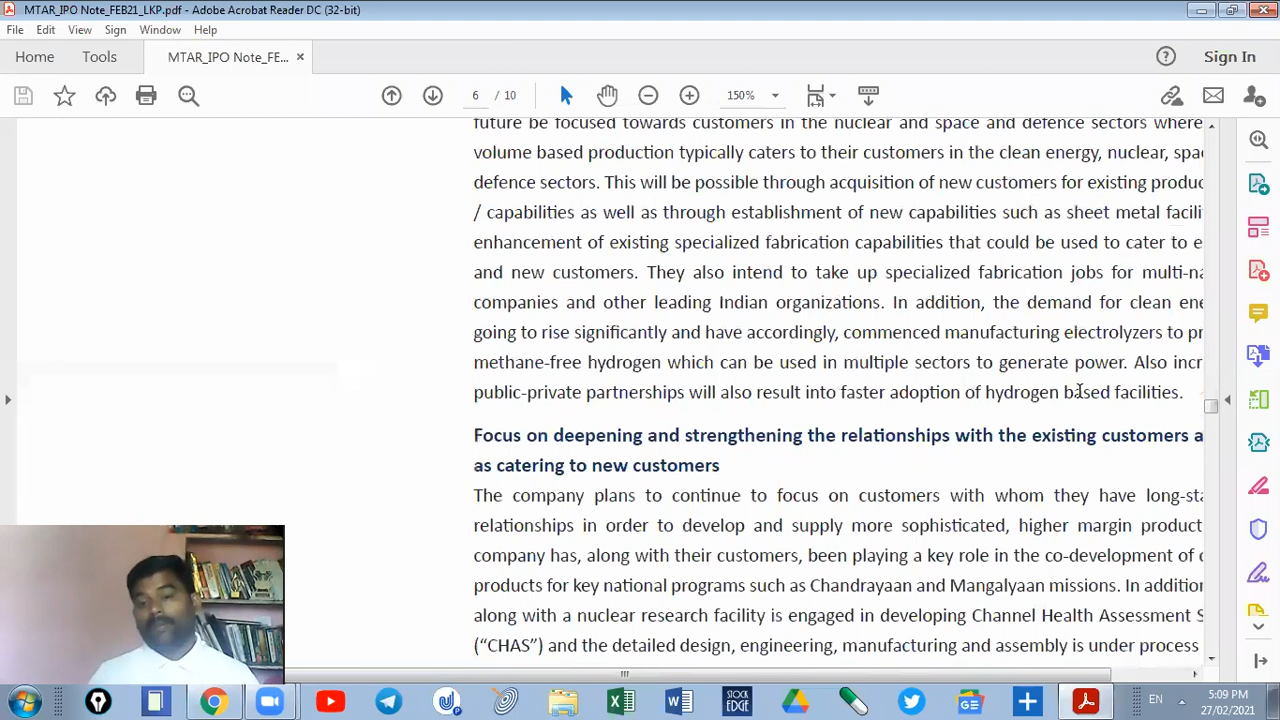 MTAR_IPO Note_FEB21_LKP.pdf - Adobe Acrobat Reader DC (32-bit)
File Edit View Sign Window Help
Home Tools MTAR_IPO Note_FE... × Sign In
6 / 10 150%
future be focused towards customers in the nuclear and space and defence sectors where
volume based production typically caters to their customers in the clean energy, nuclear, spa
defence sectors. This will be possible through acquisition of new customers for existing produc
/ capabilities as well as through establishment of new capabilities such as sheet metal facili
enhancement of existing specialized fabrication capabilities that could be used to cater to e
and new customers. They also intend to take up specialized fabrication jobs for multi-na
companies and other leading Indian organizations. In addition, the demand for clean ene
going to rise significantly and have accordingly, commenced manufacturing electrolyzers to pr
methane-free hydrogen which can be used in multiple sectors to generate power. Also incr
public-private partnerships will also result into faster adoption of hydrogen based facilities.
Focus on deepening and strengthening the relationships with the existing customers a
as catering to new customers
The company plans to continue to focus on customers with whom they have long-sta
relationships in order to develop and supply more sophisticated, higher margin product
company has, along with their customers, been playing a key role in the co-development of c
products for key national programs such as Chandrayaan and Mangalyaan missions. In addition
along with a nuclear research facility is engaged in developing Channel Health Assessment S
("CHAS") and the detailed design, engineering, manufacturing and assembly is under process
STOCK
EDGE
EN
5:09 PM
27/02/2021